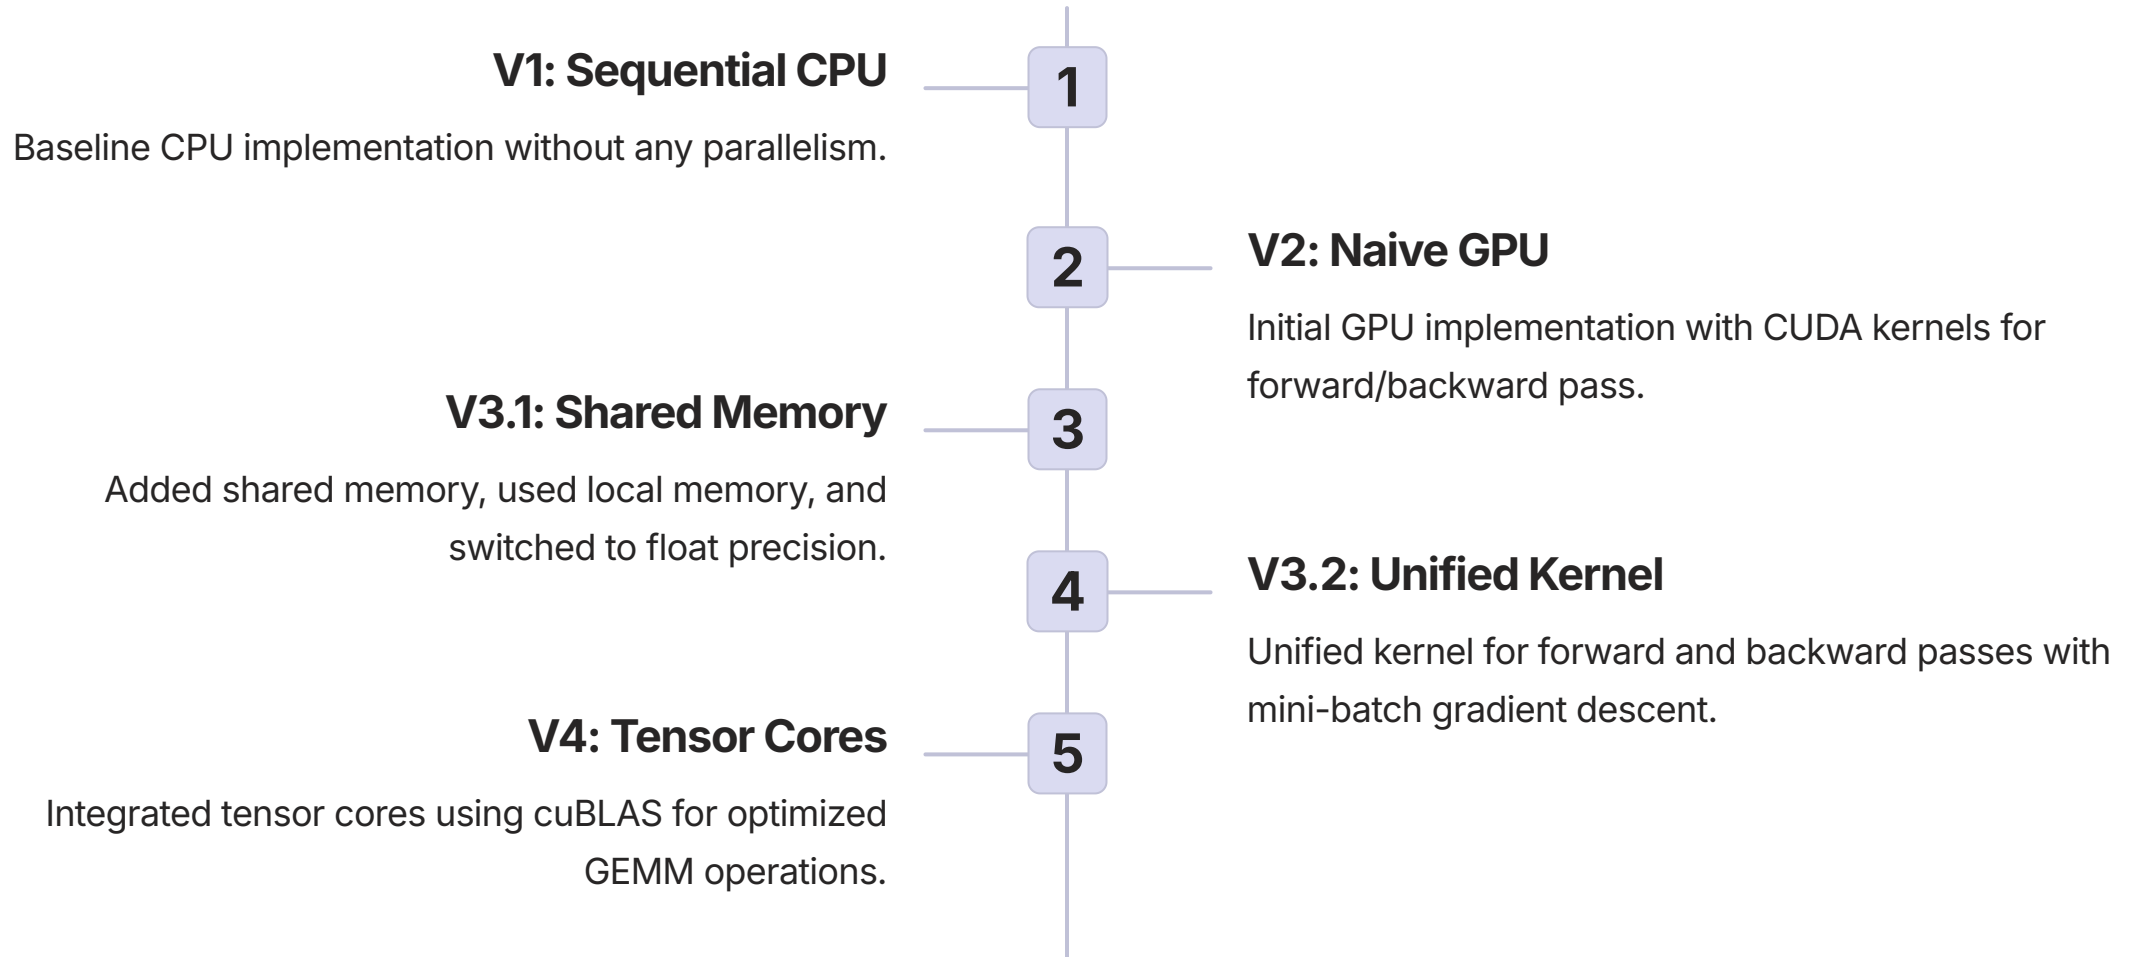 V1: Sequential CPU
1
Baseline CPU implementation without any parallelism.
2
V2: Naive GPU
Initial GPU implementation with CUDA kernels for
forward/backward pass.
V3.1: Shared Memory
3
Added shared memory, used local memory, and
switched to float precision.
4
V3.2: Unified Kernel
Unified kernel for forward and backward passes with
mini-batch gradient descent.
V4: Tensor Cores
5
Integrated tensor cores using cuBLAS for optimized
GEMM operations.